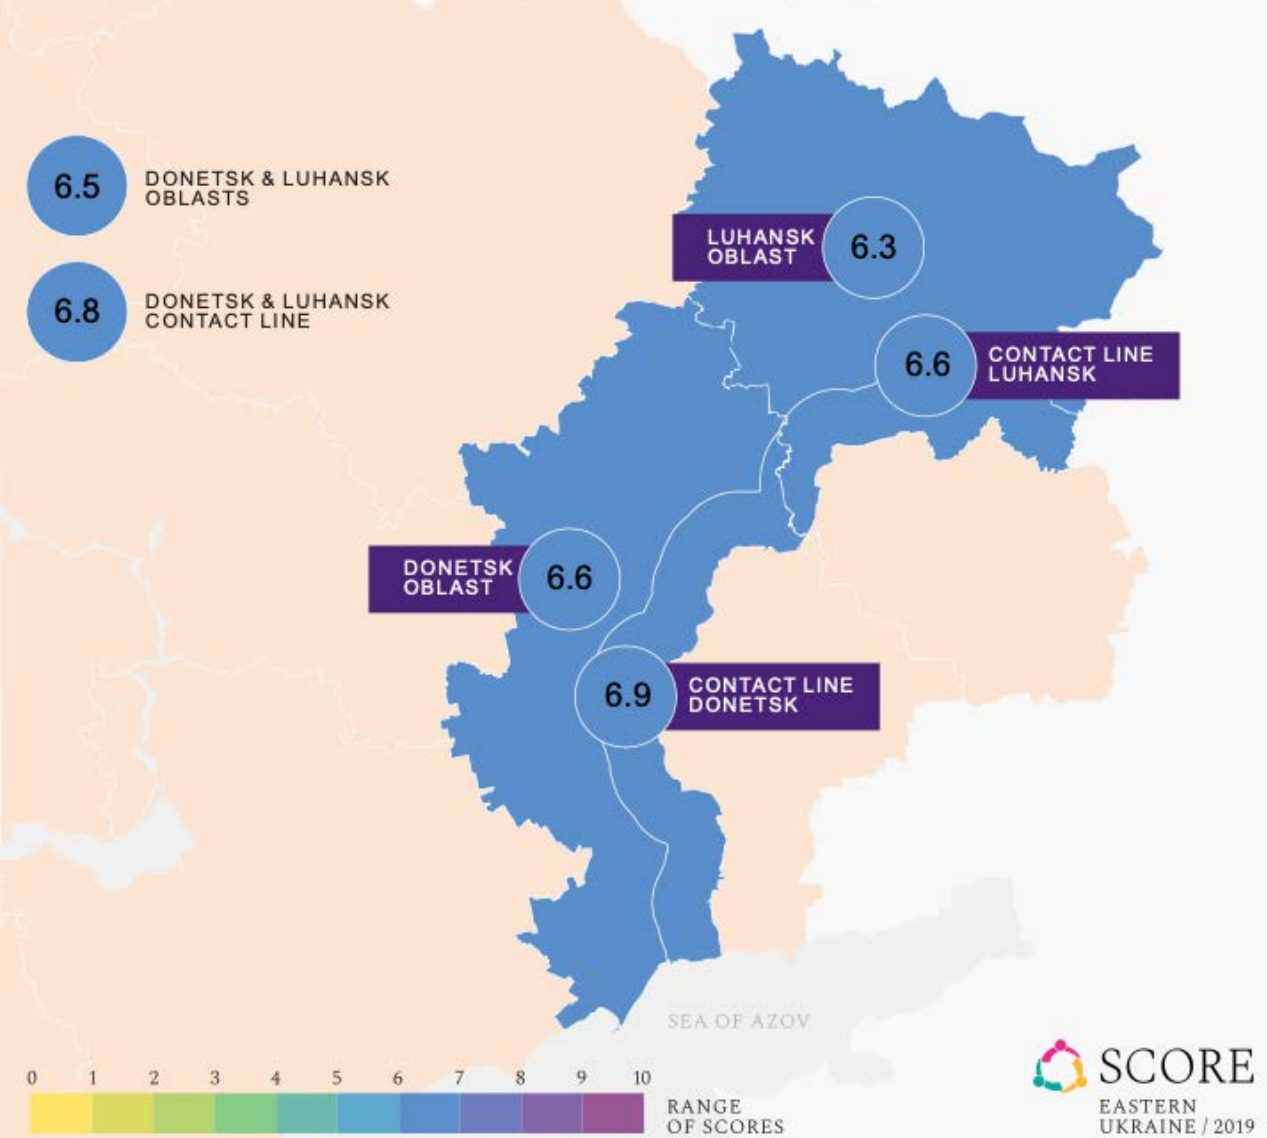 6.5
DONETSK & LUHANSK
OBLASTS
6.8
DONETSK & LUHANSK
CONTACT LINE
LUHANSK
OBLAST
6.3
6.6
CONTACT LINE
LUHANSK
DONETSK
OBLAST
6.6
6.9
CONTACT LINE
DONETSK
SEA OF AZOV
0 1 2 3 4 5 6 7 8 9 10
RANGE
OF SCORES
SCORE
EASTERN
UKRAINE / 2019